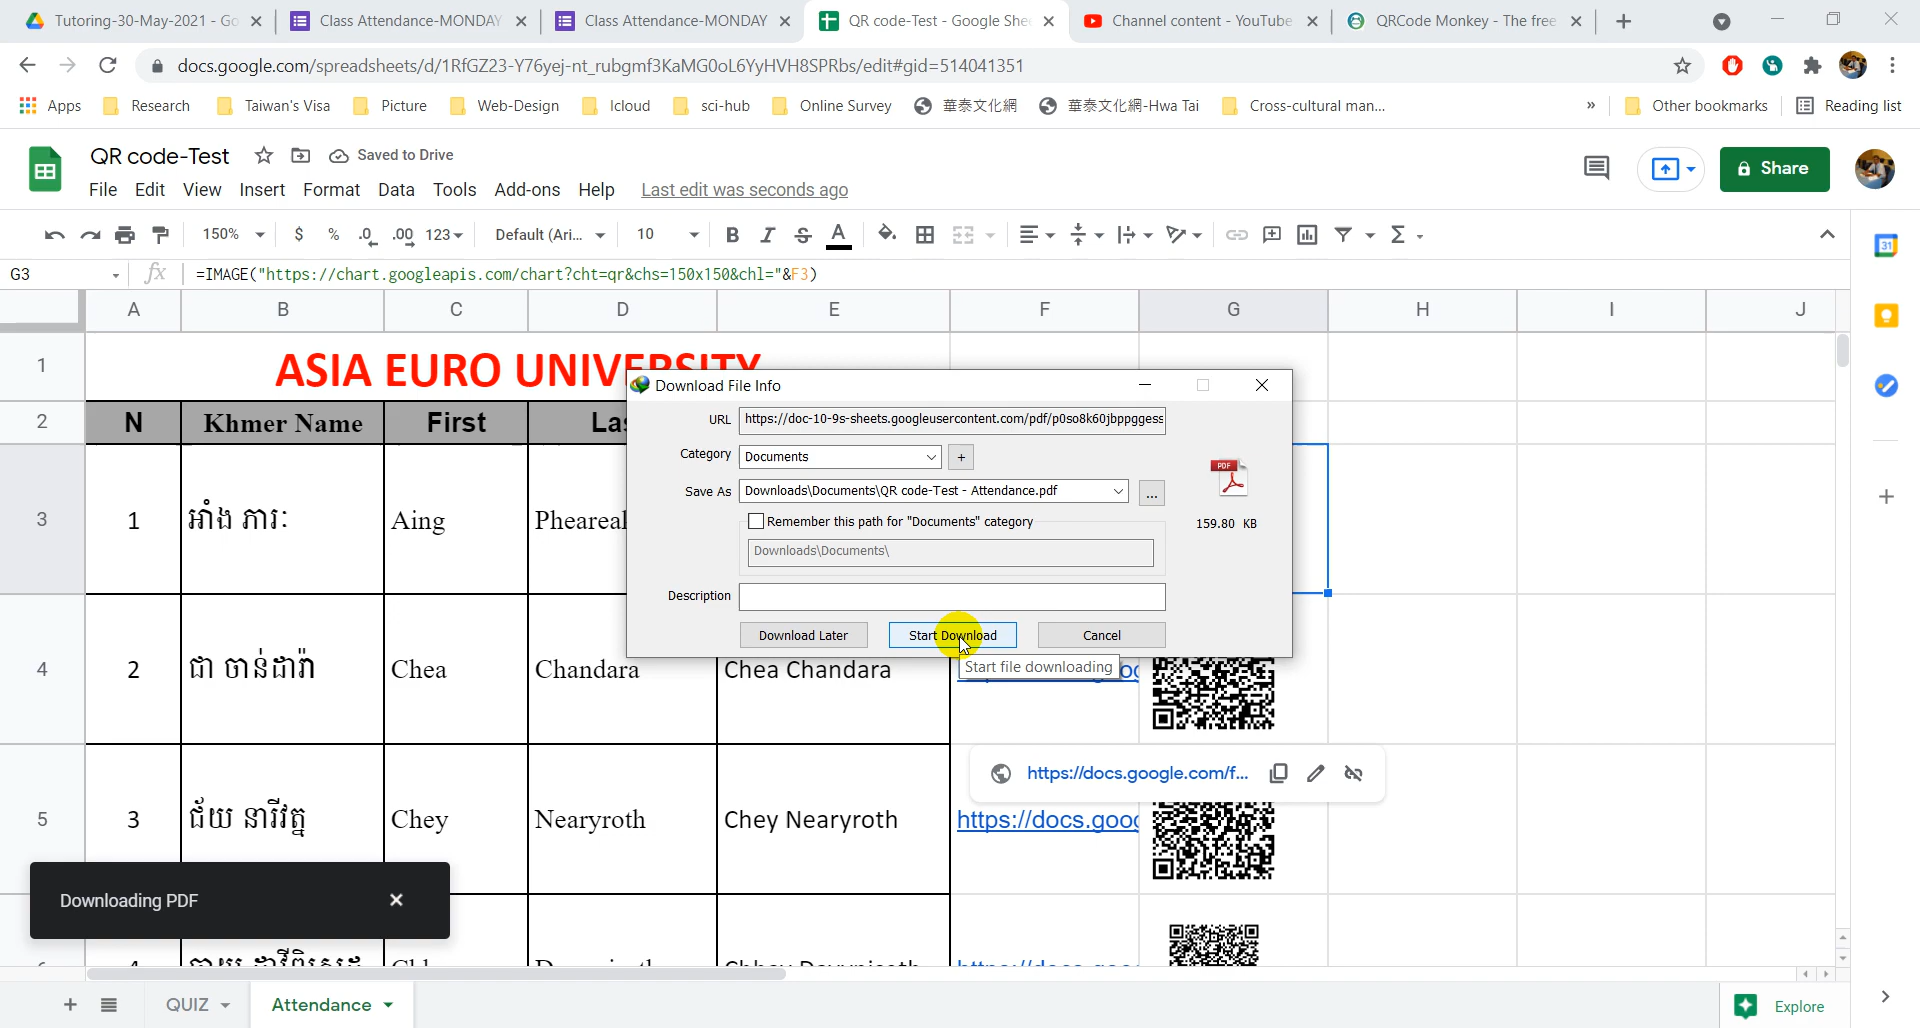 Tutoring-30-May-2021 - Go
Class Attendance-MONDAY
Class Attendance-MONDAY
QR code-Test - Google She
Channel content - YouTube
QRCode Monkey - The free
docs.google.com/spreadsheets/d/1RfGZ23-Y76yej-nt_rubgmf3KaMG0oL6YyHVH8SPRbs/edit#gid=514041351
Apps
Research
Taiwan's Visa
Picture
Web-Design
Icloud
sci-hub
Online Survey
華泰文化網
華泰文化網-Hwa Tai
Cross-cultural man...
»
Other bookmarks
Reading list
QR code-Test
Saved to Drive
File Edit View Insert Format Data Tools Add-ons Help
Last edit was seconds ago
Share
150%
$
%
.0
.00
123
Default (Ari...
10
B
I
S
A
Σ
31
G3
fx
=IMAGE("https://chart.googleapis.com/chart?cht=qr&chs=150x150&chl="&F3)
A B C D E F G H I J
1
ASIA EURO UNIVERSITY
2
N
Khmer Name
First
3
1
អាំង ភារៈ
Aing
4
2
ជា ចាន់ដារ៉ា
Chea
Chandara
Chea Chandara
5
3
ជ័យ នារីវត្ត
Chey
Nearyroth
Chey Nearyroth
https://docs.goog
https://docs.google.com/f...
Download File Info
URL
https://doc-10-9s-sheets.googleusercontent.com/pdf/p0so8k60jbppggess
Category
Documents
+
Save As
Downloads\Documents\QR code-Test - Attendance.pdf
...
PDF
159.80 KB
Remember this path for "Documents" category
Downloads\Documents\
Description
Download Later
Start Download
Cancel
Start file downloading
Downloading PDF
QUIZ
Attendance
Explore